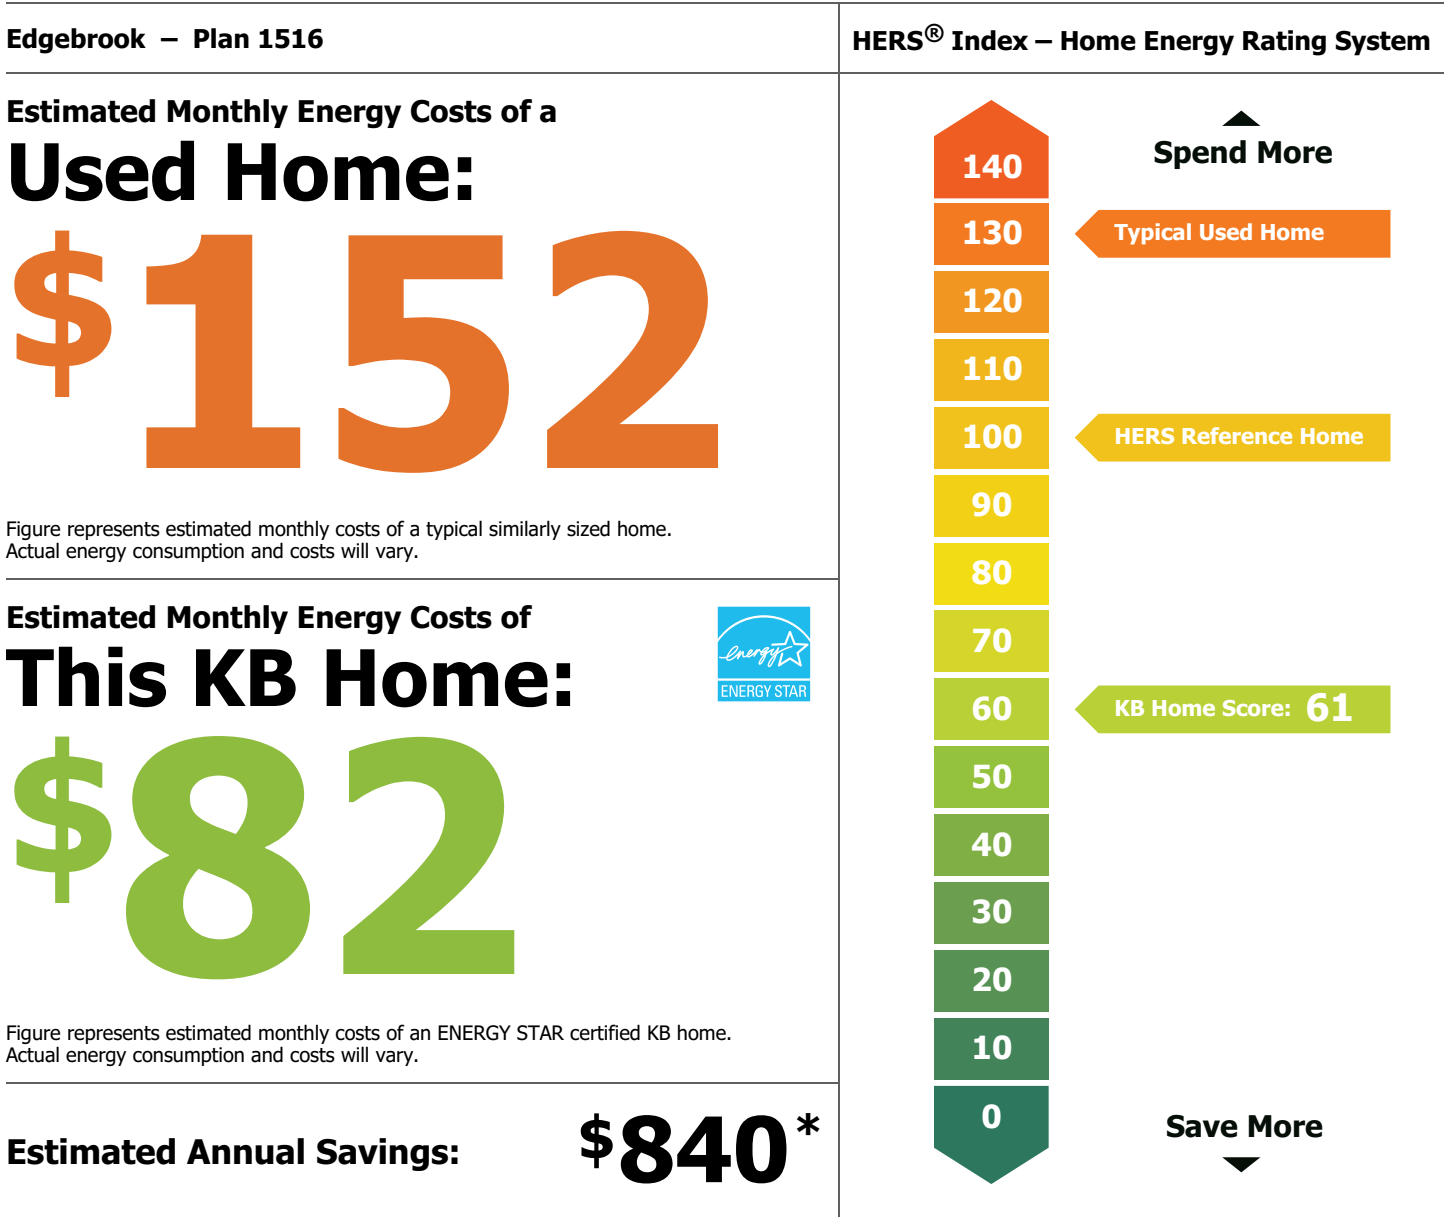 Edgebrook – Plan 1516
Estimated Monthly Energy Costs of a
Used Home:
$152
Figure represents estimated monthly costs of a typical similarly sized home.
Actual energy consumption and costs will vary.
Estimated Monthly Energy Costs of
This KB Home:
energy
ENERGY STAR
$82
Figure represents estimated monthly costs of an ENERGY STAR certified KB home.
Actual energy consumption and costs will vary.
Estimated Annual Savings: $840*
HERS® Index – Home Energy Rating System
Spend More
140
130 Typical Used Home
120
110
100 HERS Reference Home
90
80
70
60 KB Home Score: 61
50
40
30
20
10
0
Save More